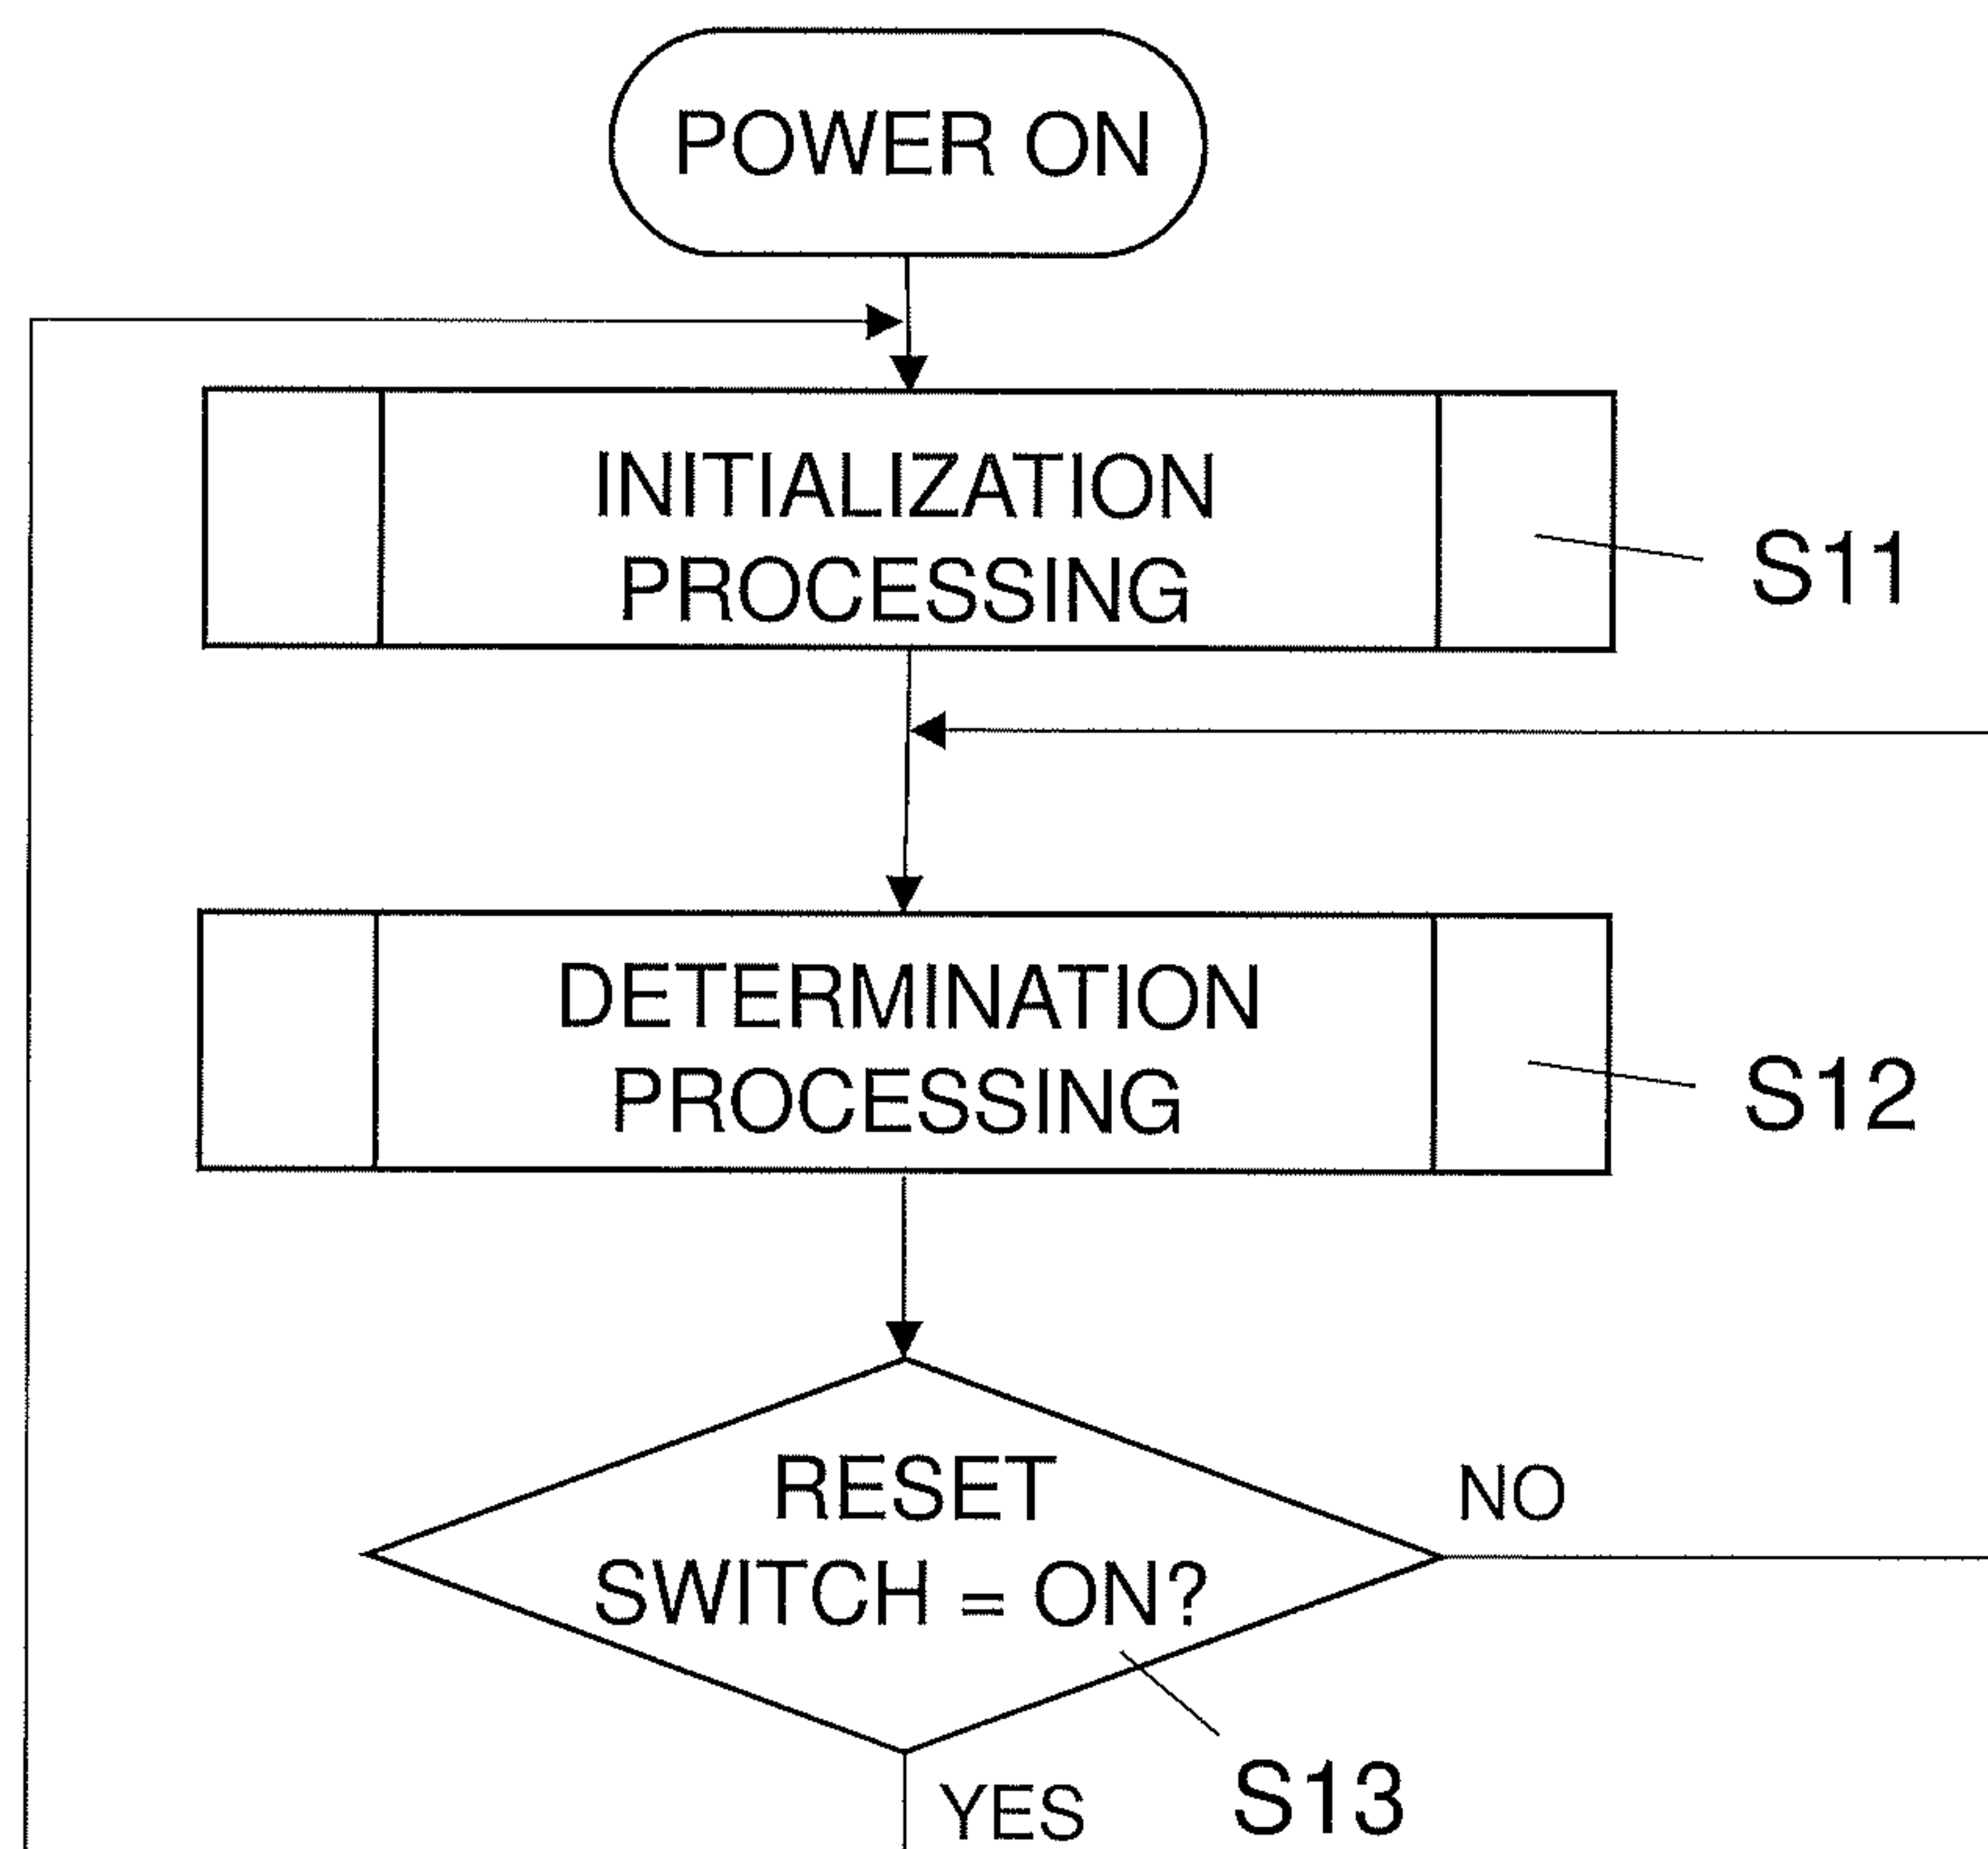 POWER ON
INITIALIZATION
PROCESSING
S11
DETERMINATION
PROCESSING
S12
RESET
SWITCH = ON?
NO
S13
YES